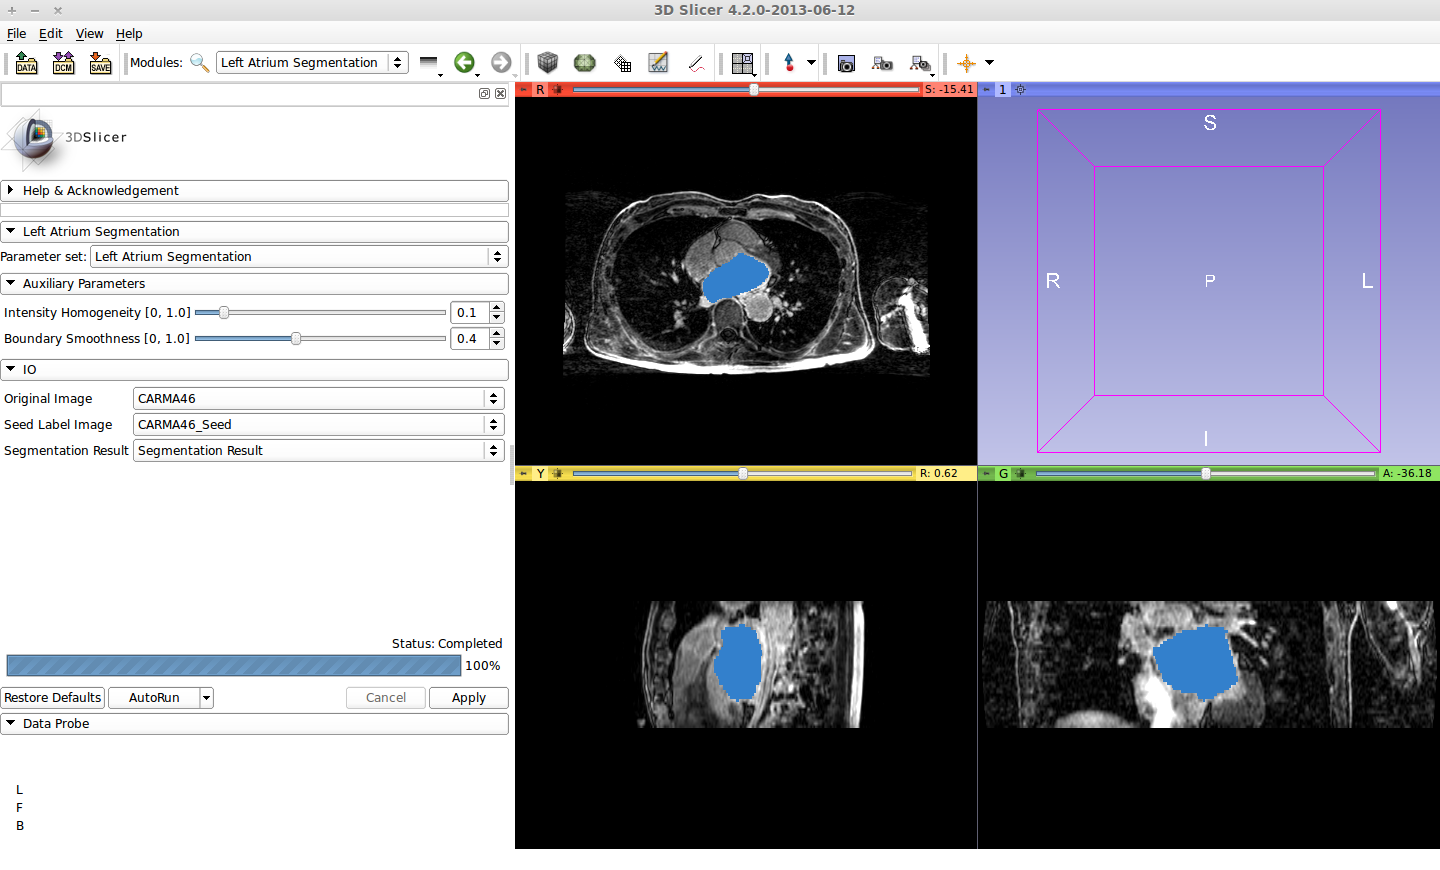 3D Slicer 4.2.0-2013-06-12
File Edit View Help
DATA DCM SAVE Modules: Left Atrium Segmentation
R S: -15.41
1
3DSlicer
Help & Acknowledgement
Left Atrium Segmentation
Parameter set: Left Atrium Segmentation
Auxiliary Parameters
Intensity Homogeneity [0, 1.0] 0.1
Boundary Smoothness [0, 1.0] 0.4
IO
Original Image CARMA46
Seed Label Image CARMA46_Seed
Segmentation Result Segmentation Result
Status: Completed
100%
Restore Defaults AutoRun Cancel Apply
Data Probe
L
F
B
S
R P L
I
Y R: 0.62
G A: -36.18